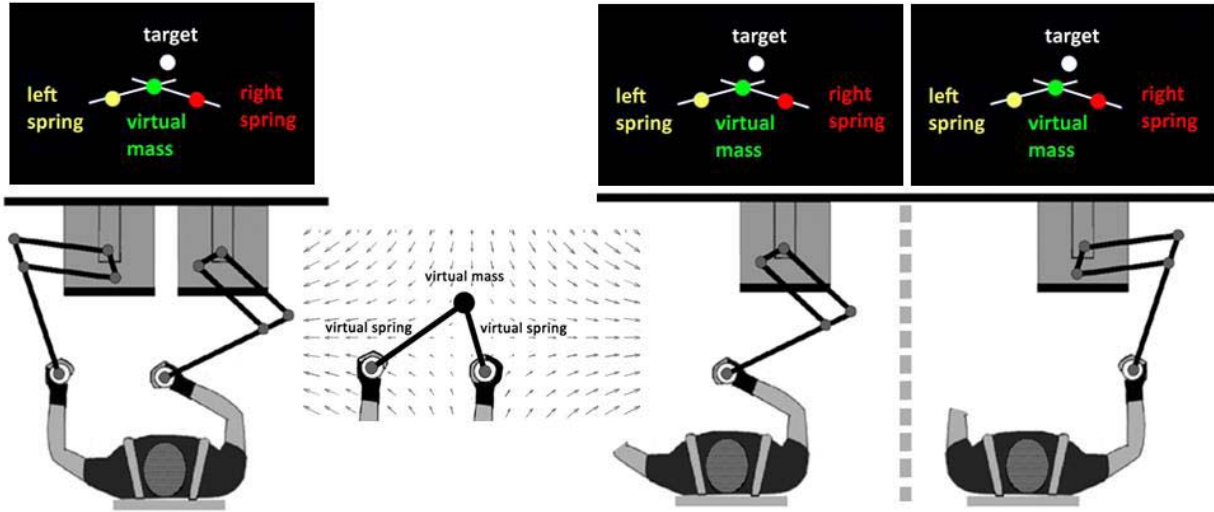 target
left
spring
virtual
mass
right
spring
target
left
spring
virtual
mass
right
spring
target
left
spring
virtual
mass
right
spring
virtual mass
virtual spring
virtual spring